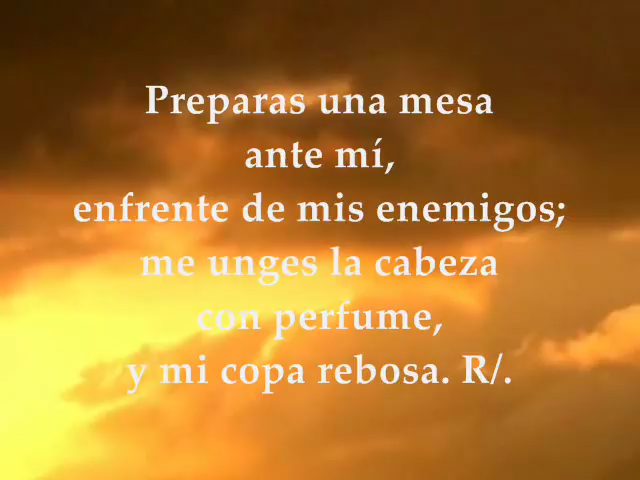 Preparas una mesa
ante mí,
enfrente de mis enemigos;
me unges la cabeza
con perfume,
y mi copa rebosa. R/.